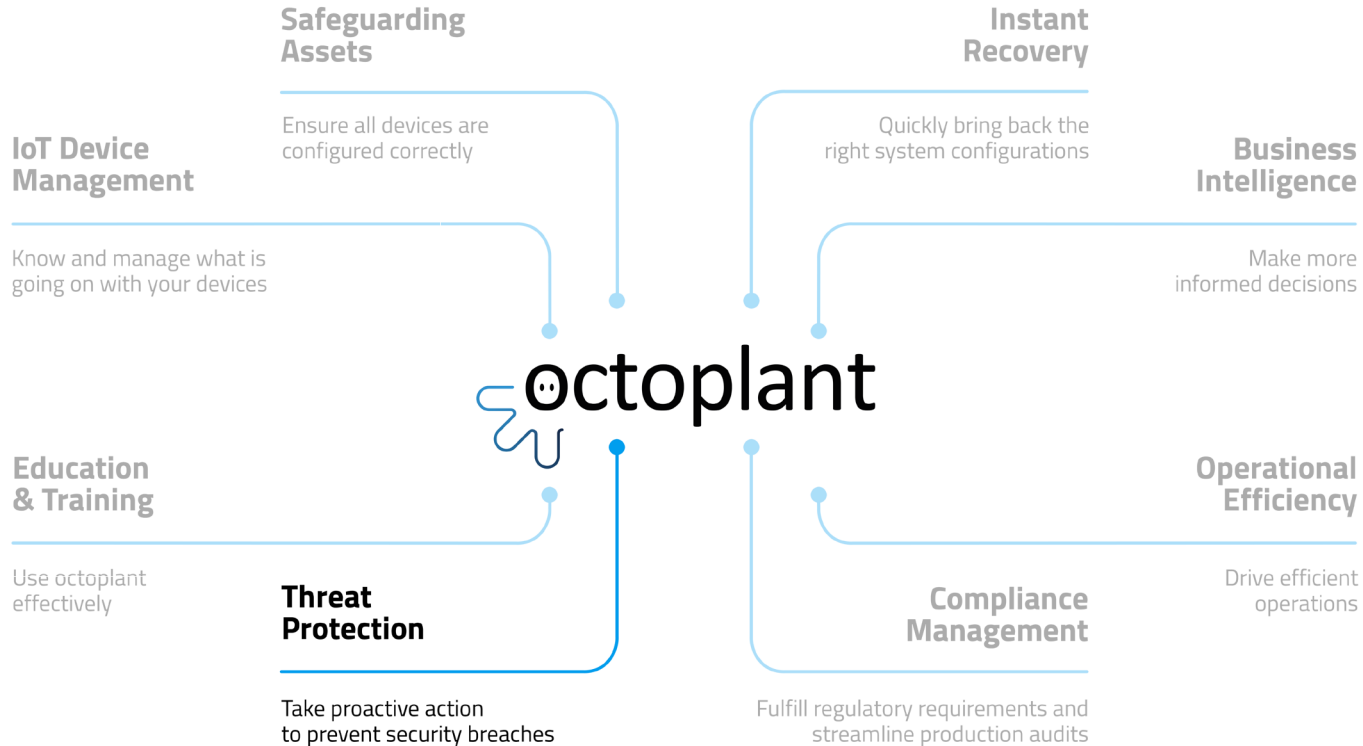 Safeguarding
Assets
Ensure all devices are
configured correctly
Instant
Recovery
Quickly bring back the
right system configurations
IoT Device
Management
Know and manage what is
going on with your devices
Business
Intelligence
Make more
informed decisions
octoplant
Education
& Training
Use octoplant
effectively
Operational
Efficiency
Drive efficient
operations
Threat
Protection
Take proactive action
to prevent security breaches
Compliance
Management
Fulfill regulatory requirements and
streamline production audits